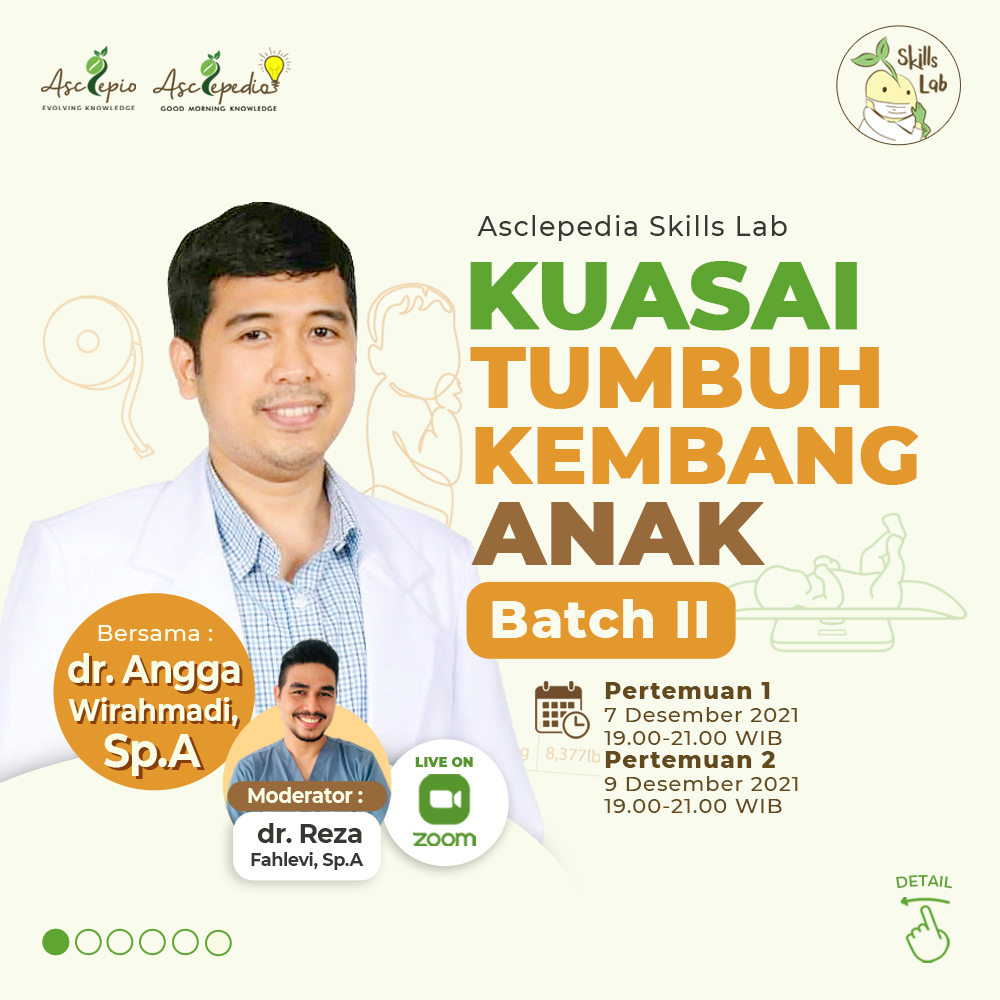 Asclepio
EVOLVING KNOWLEDGE
Asclepedia
GOOD MORNING KNOWLEDGE
Skills
Lab
Asclepedia Skills Lab
KUASAI
TUMBUH
KEMBANG
ANAK
Batch II
Bersama :
dr. Angga
Wirahmadi,
Sp.A
Moderator :
dr. Reza
Fahlevi, Sp.A
LIVE ON
zoom
g 8,377lb
Pertemuan 1
7 Desember 2021
19.00-21.00 WIB
Pertemuan 2
9 Desember 2021
19.00-21.00 WIB
DETAIL